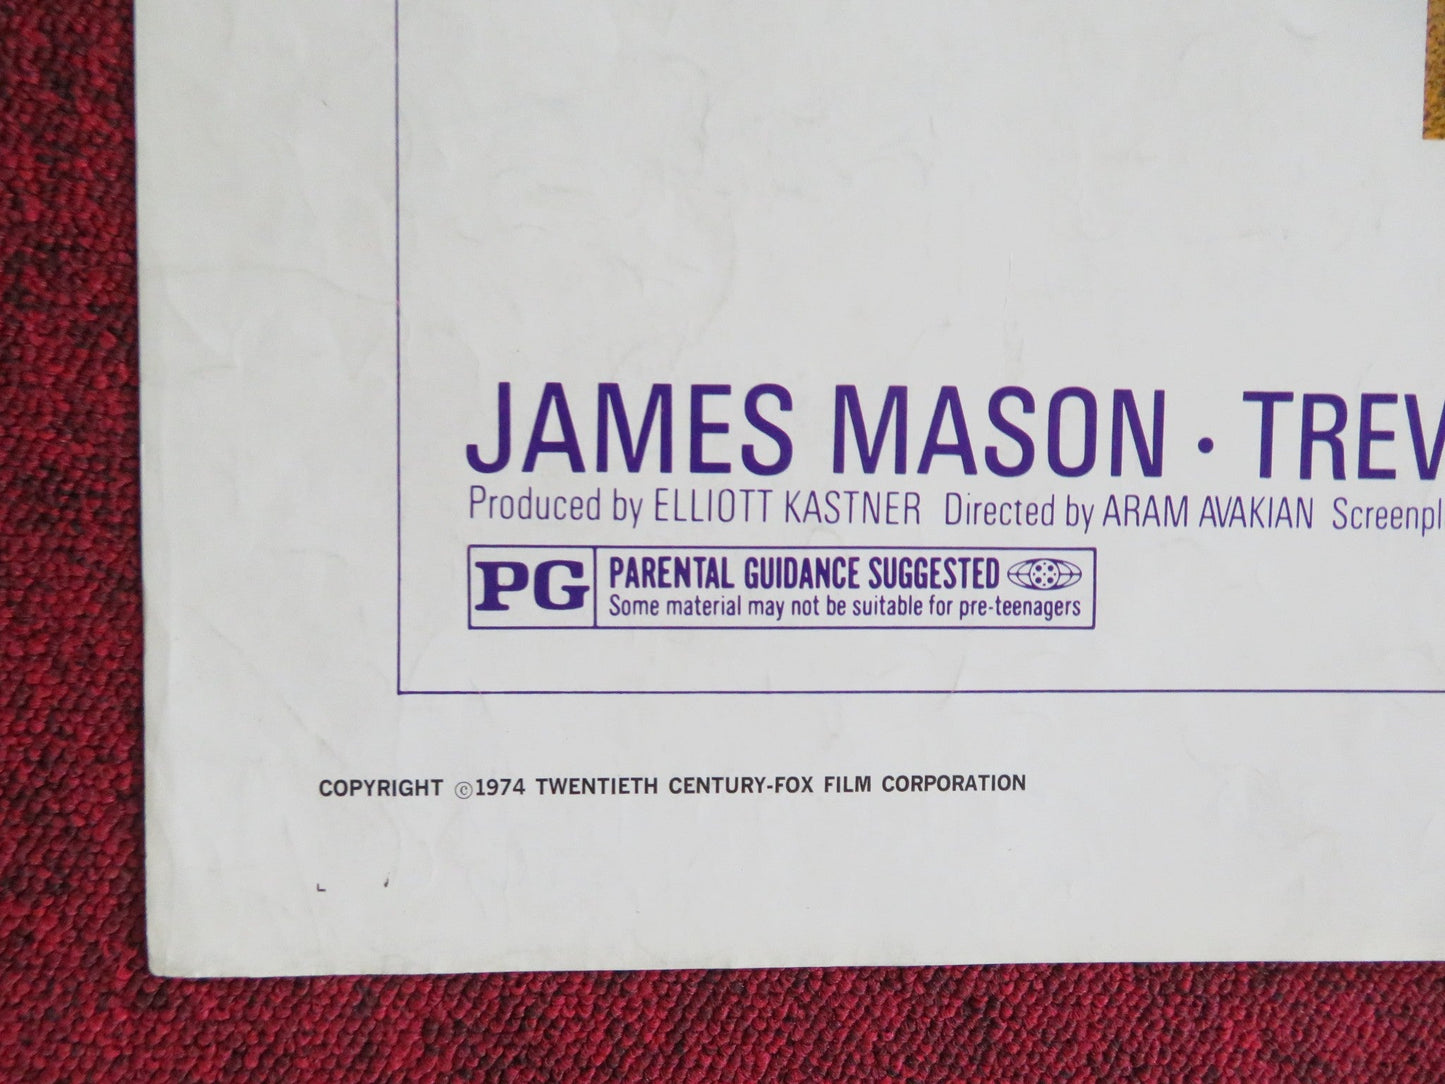 JAMES MASON · TREV
Produced by ELLIOTT KASTNER Directed by ARAM AVAKIAN Screenpl
PG PARENTAL GUIDANCE SUGGESTED
Some material may not be suitable for pre-teenagers
COPYRIGHT ©1974 TWENTIETH CENTURY-FOX FILM CORPORATION